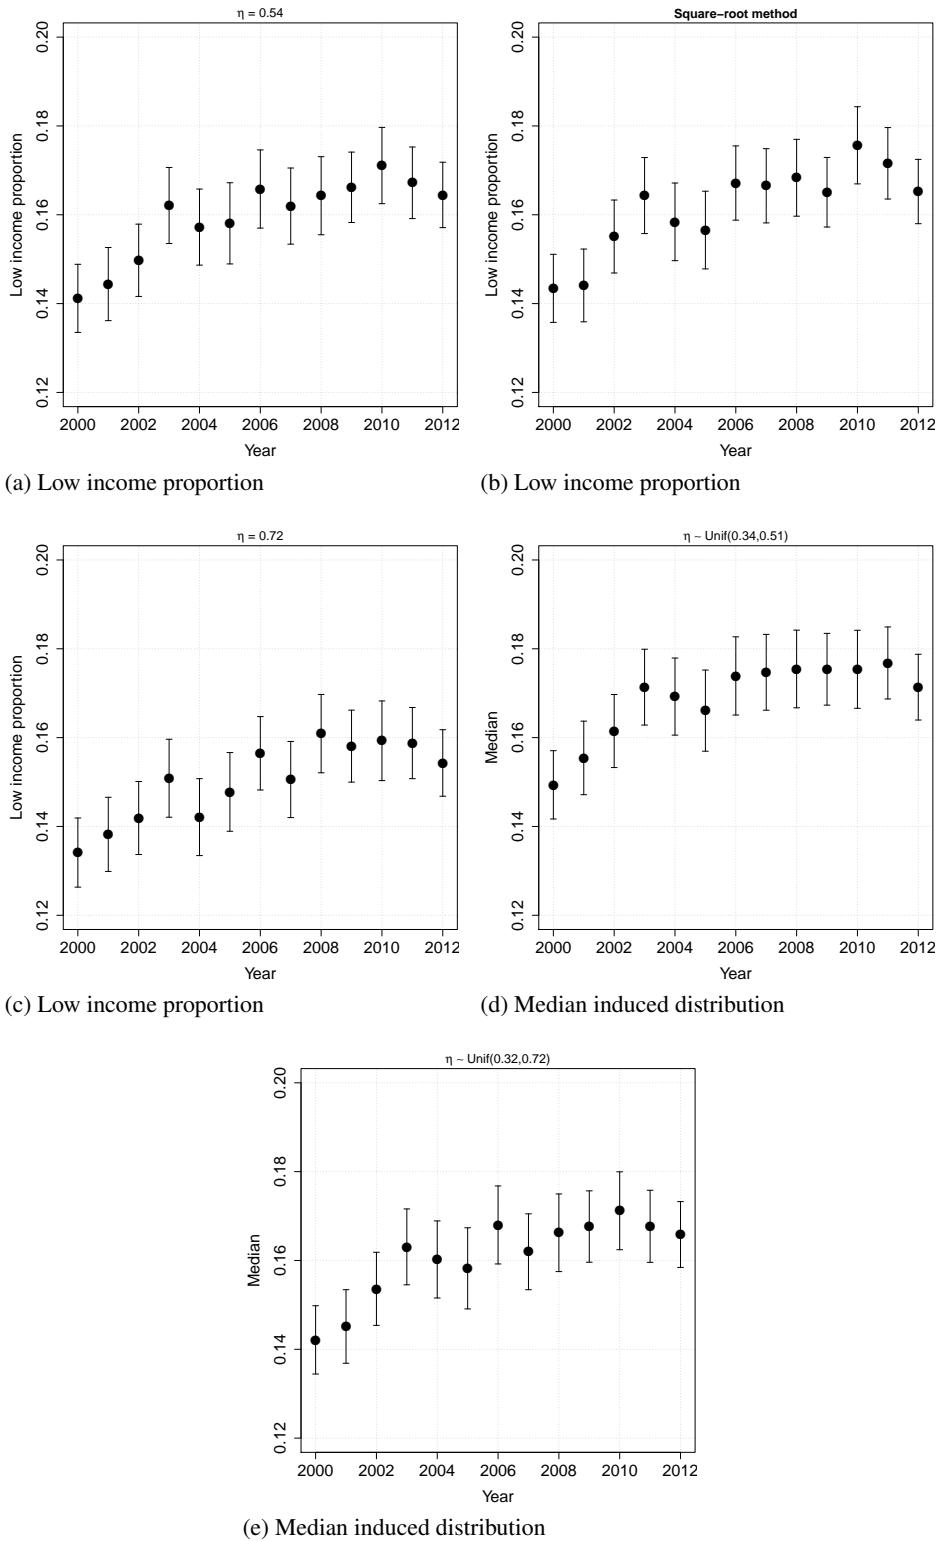 η = 0.54
Low income proportion
0.20
0.18
0.16
0.14
0.12
2000 2002 2004 2006 2008 2010 2012
Year
(a) Low income proportion
Square−root method
Low income proportion
0.20
0.18
0.16
0.14
0.12
2000 2002 2004 2006 2008 2010 2012
Year
(b) Low income proportion
η = 0.72
Low income proportion
0.20
0.18
0.16
0.14
0.12
2000 2002 2004 2006 2008 2010 2012
Year
(c) Low income proportion
η ~ Unif(0.34,0.51)
Median
0.20
0.18
0.16
0.14
0.12
2000 2002 2004 2006 2008 2010 2012
Year
(d) Median induced distribution
η ~ Unif(0.32,0.72)
Median
0.20
0.18
0.16
0.14
0.12
2000 2002 2004 2006 2008 2010 2012
Year
(e) Median induced distribution